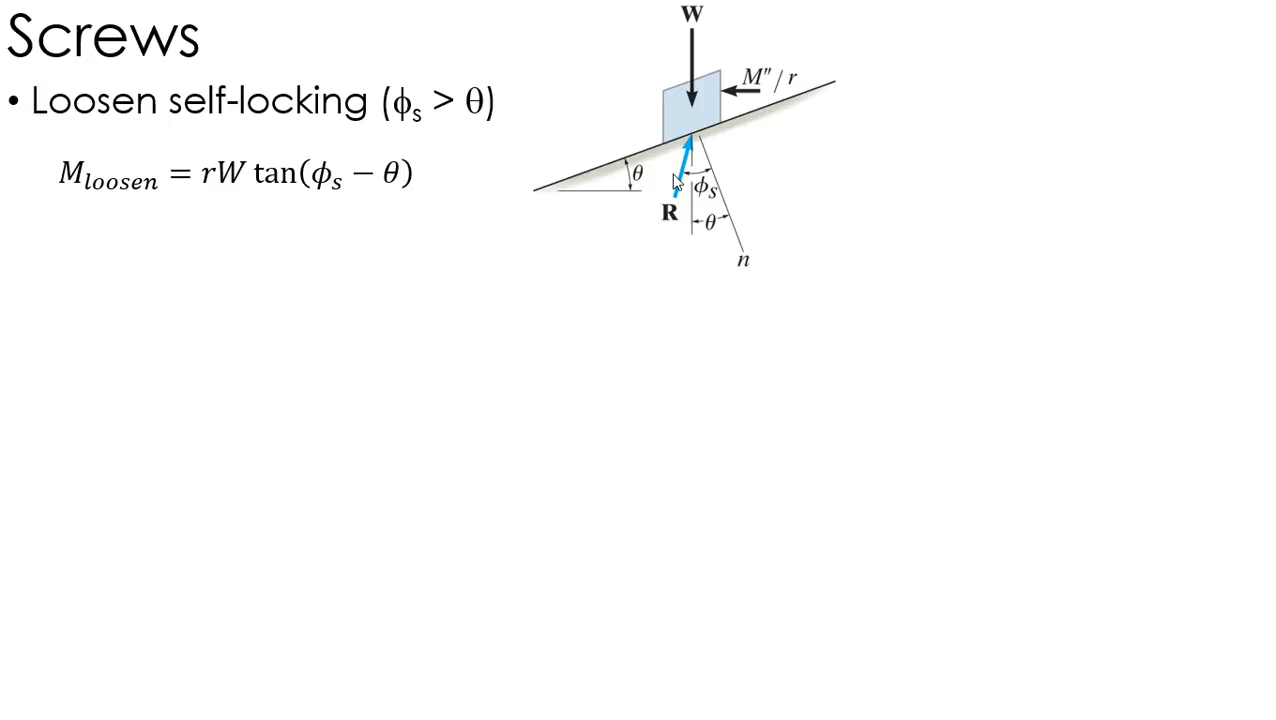 Screws
• Loosen self-locking (ϕs > θ)
M_loosen = rW tan(ϕs − θ)
W
M″/r
θ
ϕs
R
θ
n